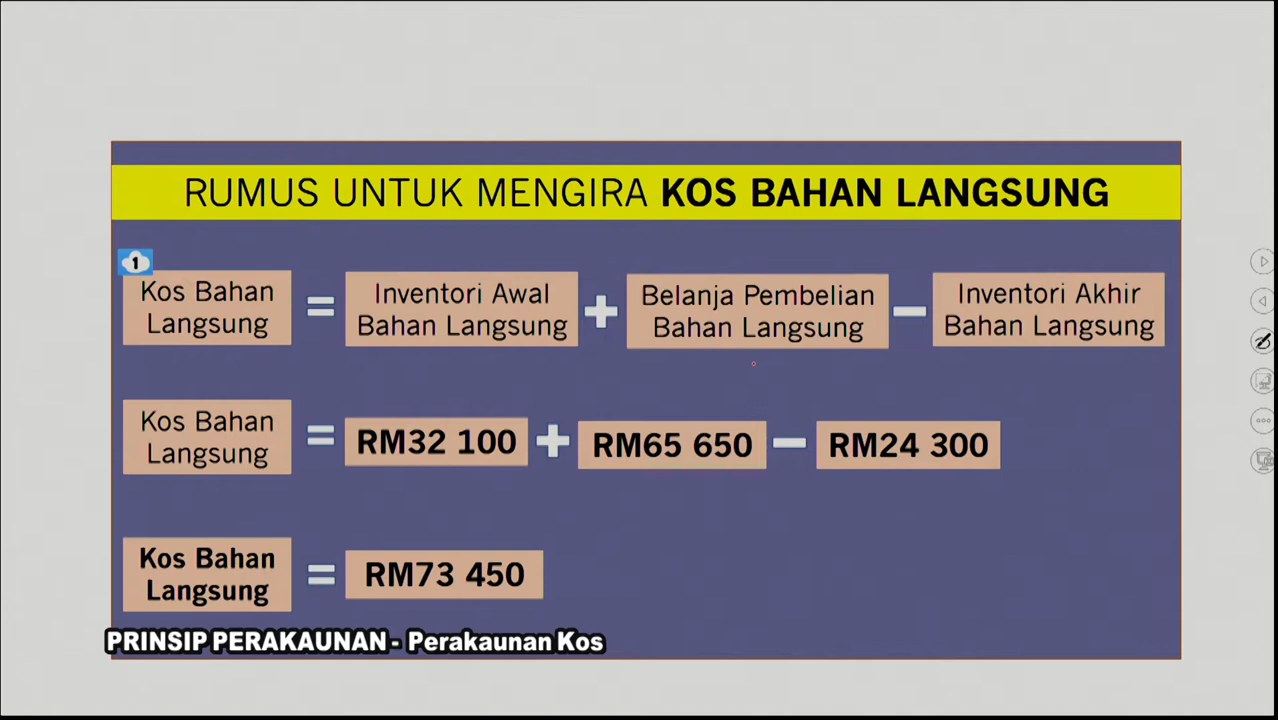 RUMUS UNTUK MENGIRA KOS BAHAN LANGSUNG
1
Kos Bahan
Langsung
=
Inventori Awal
Bahan Langsung
+
Belanja Pembelian
Bahan Langsung
−
Inventori Akhir
Bahan Langsung
Kos Bahan
Langsung
=
RM32 100
+
RM65 650
−
RM24 300
Kos Bahan
Langsung
=
RM73 450
PRINSIP PERAKAUNAN - Perakaunan Kos